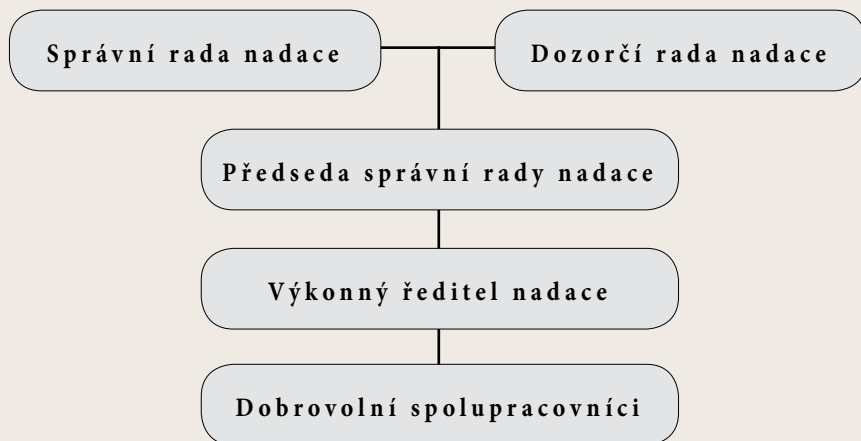 Správní rada nadace
Dozorčí rada nadace
Předseda správní rady nadace
Výkonný ředitel nadace
Dobrovolní spolupracovníci